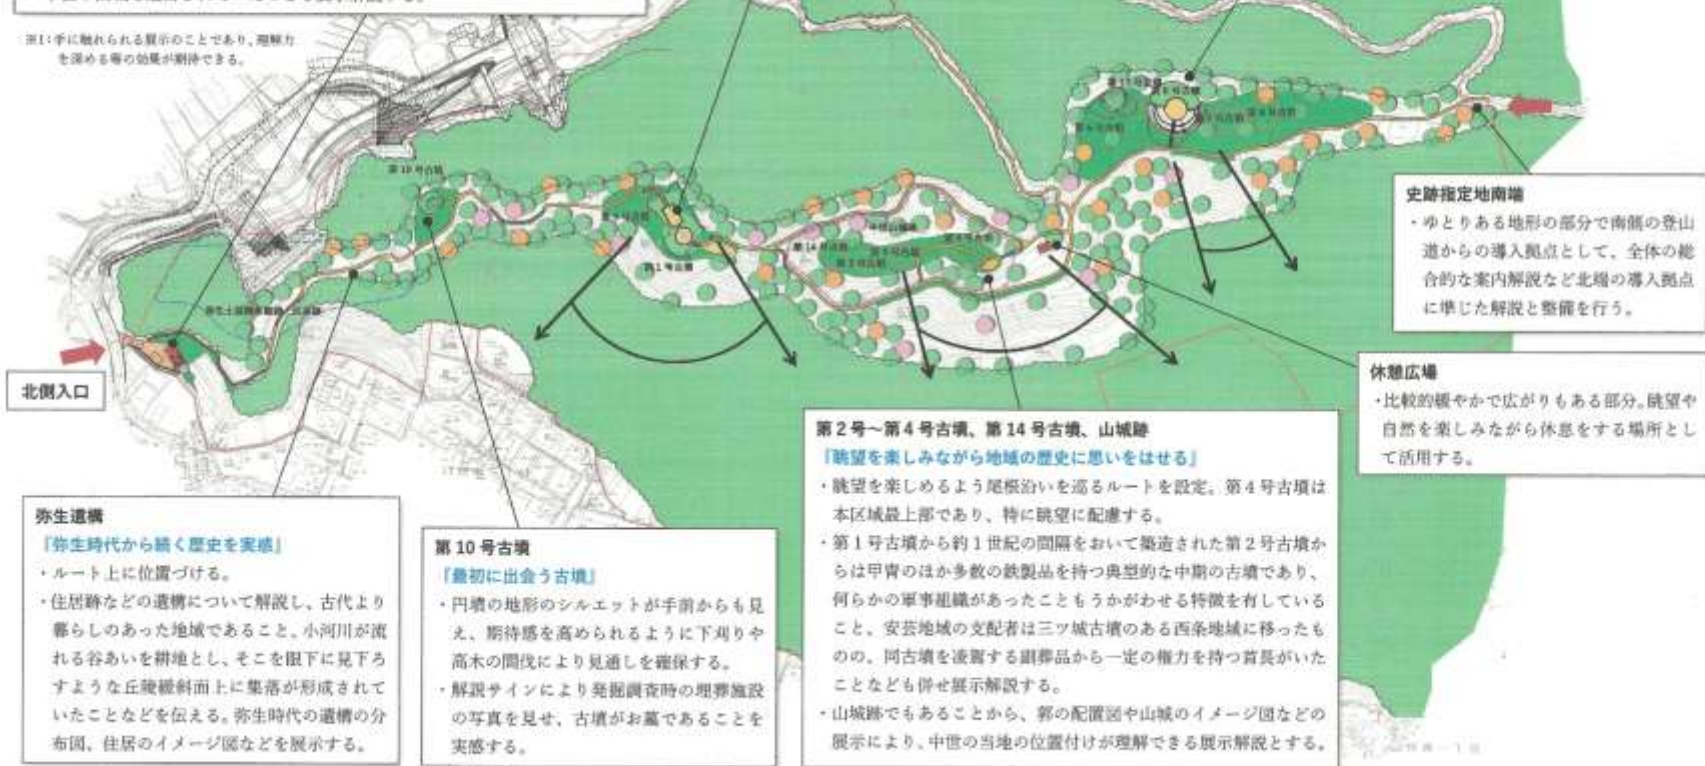 ※1:手に触れられる展示のことであり、理解力
を深める等の効果が期待できる。
第10号古墳
第1号古墳
第14号古墳
北側入口
史跡指定地南端
・ゆとりある地形の部分で南側の登山
道からの導入拠点として、全体の総
合的な案内解説など北端の導入拠点
に準じた解説と整備を行う。
休憩広場
・比較的緩やかで広がりもある部分。眺望や
自然を楽しみながら休息をする場所とし
て活用する。
弥生遺構
『弥生時代から続く歴史を実感』
・ルート上に位置づける。
・住居跡などの遺構について解説し、古代より
暮らしのあった地域であること、小河川が流
れる谷あいを耕地とし、そこを眼下に見下ろ
すような丘陵緩斜面上に集落が形成されて
いたことなどを伝える。弥生時代の遺構の分
布図、住居のイメージ図などを展示する。
第10号古墳
『最初に出会う古墳』
・円墳の地形のシルエットが手前からも見
え、期待感を高められるように下刈りや
高木の間伐により見通しを確保する。
・解説サインにより発掘調査時の埋葬施設
の写真を見せ、古墳がお墓であることを
実感する。
第2号～第4号古墳、第14号古墳、山城跡
『眺望を楽しみながら地域の歴史に思いをはせる』
・眺望を楽しめるよう尾根沿いを巡るルートを設定。第4号古墳は
本区域最上部であり、特に眺望に配慮する。
・第1号古墳から約1世紀の間隔をおいて築造された第2号古墳か
らは甲冑のほか多数の鉄製品を持つ典型的な中期の古墳であり、
何らかの軍事組織があったこともうかがわせる特徴を有している
こと、安芸地域の支配者は三ツ城古墳のある西条地域に移ったも
のの、同古墳を凌駕する副葬品から一定の権力を持つ首長がいた
ことなども併せ展示解説する。
・山城跡でもあることから、郭の配置図や山城のイメージ図などの
展示により、中世の当地の位置付けが理解できる展示解説とする。